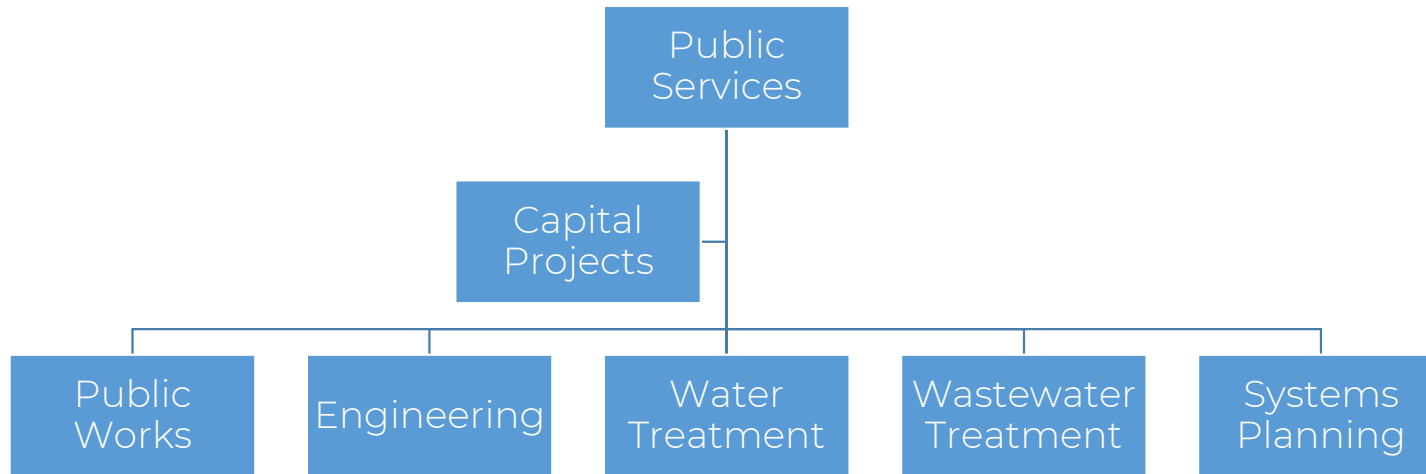 Public
Services
Capital
Projects
Public
Works
Engineering
Water
Treatment
Wastewater
Treatment
Systems
Planning